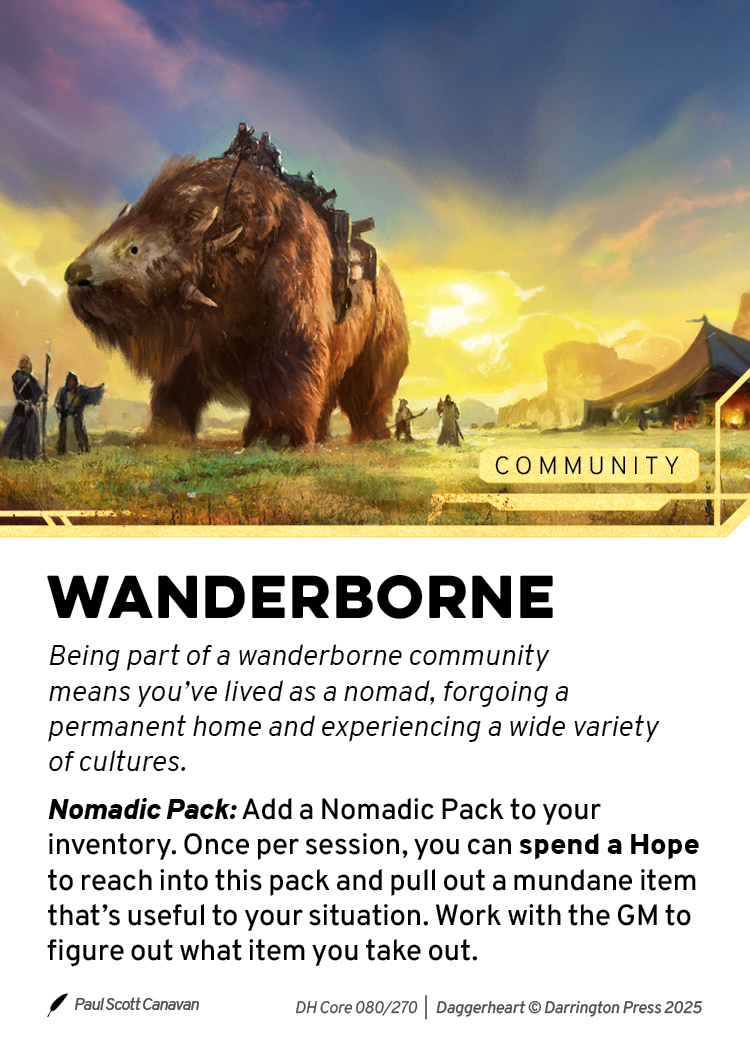 COMMUNITY
WANDERBORNE
Being part of a wanderborne community
means you’ve lived as a nomad, forgoing a
permanent home and experiencing a wide variety
of cultures.
Nomadic Pack: Add a Nomadic Pack to your
inventory. Once per session, you can spend a Hope
to reach into this pack and pull out a mundane item
that’s useful to your situation. Work with the GM to
figure out what item you take out.
Paul Scott Canavan
DH Core 080/270 | Daggerheart © Darrington Press 2025